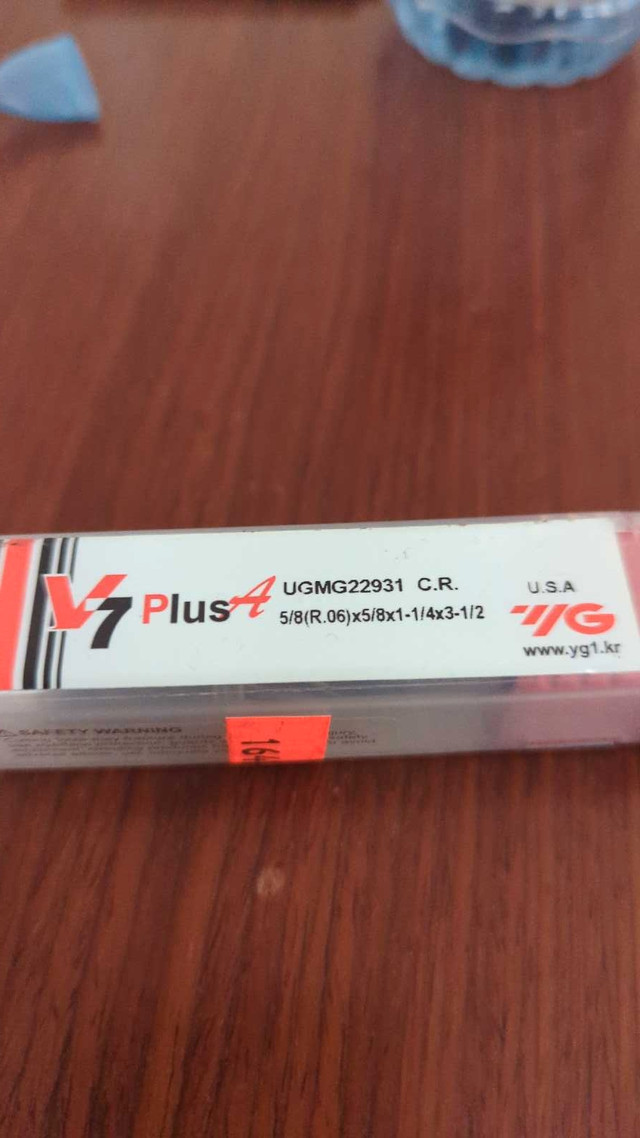 V7 PlusA
UGMG22931 C.R.
5/8(R.06)x5/8x1-1/4x3-1/2
U.S.A
YG
www.yg1.kr
⚠SAFETY WARNING